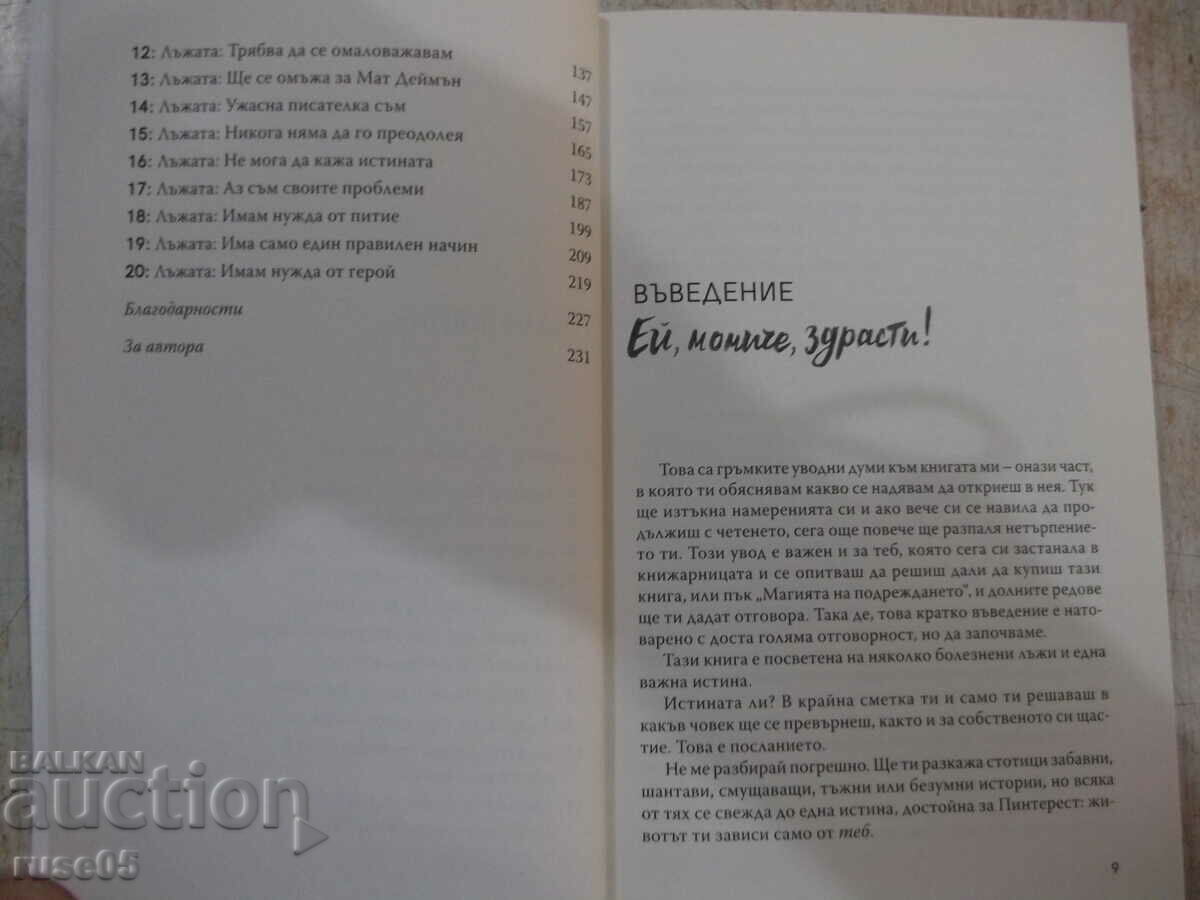 12: Лъжата: Трябва да се омаловажавам 137
13: Лъжата: Ще се омъжа за Мат Деймън 147
14: Лъжата: Ужасна писателка съм 157
15: Лъжата: Никога няма да го преодолея 165
16: Лъжата: Не мога да кажа истината 173
17: Лъжата: Аз съм своите проблеми 187
18: Лъжата: Имам нужда от питие 199
19: Лъжата: Има само един правилен начин 209
20: Лъжата: Имам нужда от герой 219
Благодарности 227
За автора 231
ВЪВЕДЕНИЕ
Ей, момиче, здрасти!
Това са гръмките уводни думи към книгата ми – онази част,
в която ти обяснявам какво се надявам да откриеш в нея. Тук
ще изтъкна намеренията си и ако вече си се навила да про-
дължиш с четенето, сега още повече ще разпаля нетърпение-
то ти. Този увод е важен и за теб, която сега си застанала в
книжарницата и се опитваш да решиш дали да купиш тази
книга, или пък „Магията на подреждането“, и долните редове
ще ти дадат отговора. Така де, това кратко въведение е нато-
варено с доста голяма отговорност, но да започваме.
Тази книга е посветена на няколко болезнени лъжи и една
важна истина.
Истината ли? В крайна сметка ти и само ти решаваш в
какъв човек ще се превърнеш, както и за собственото си щас-
тие. Това е посланието.
Не ме разбирай погрешно. Ще ти разкажа стотици забавни,
шантави, смущаващи, тъжни или безумни истории, но всяка
от тях се свежда до една истина, достойна за Пинтерест: жи-
вотът ти зависи само от теб.
9
BALKAN
auction
ruse05